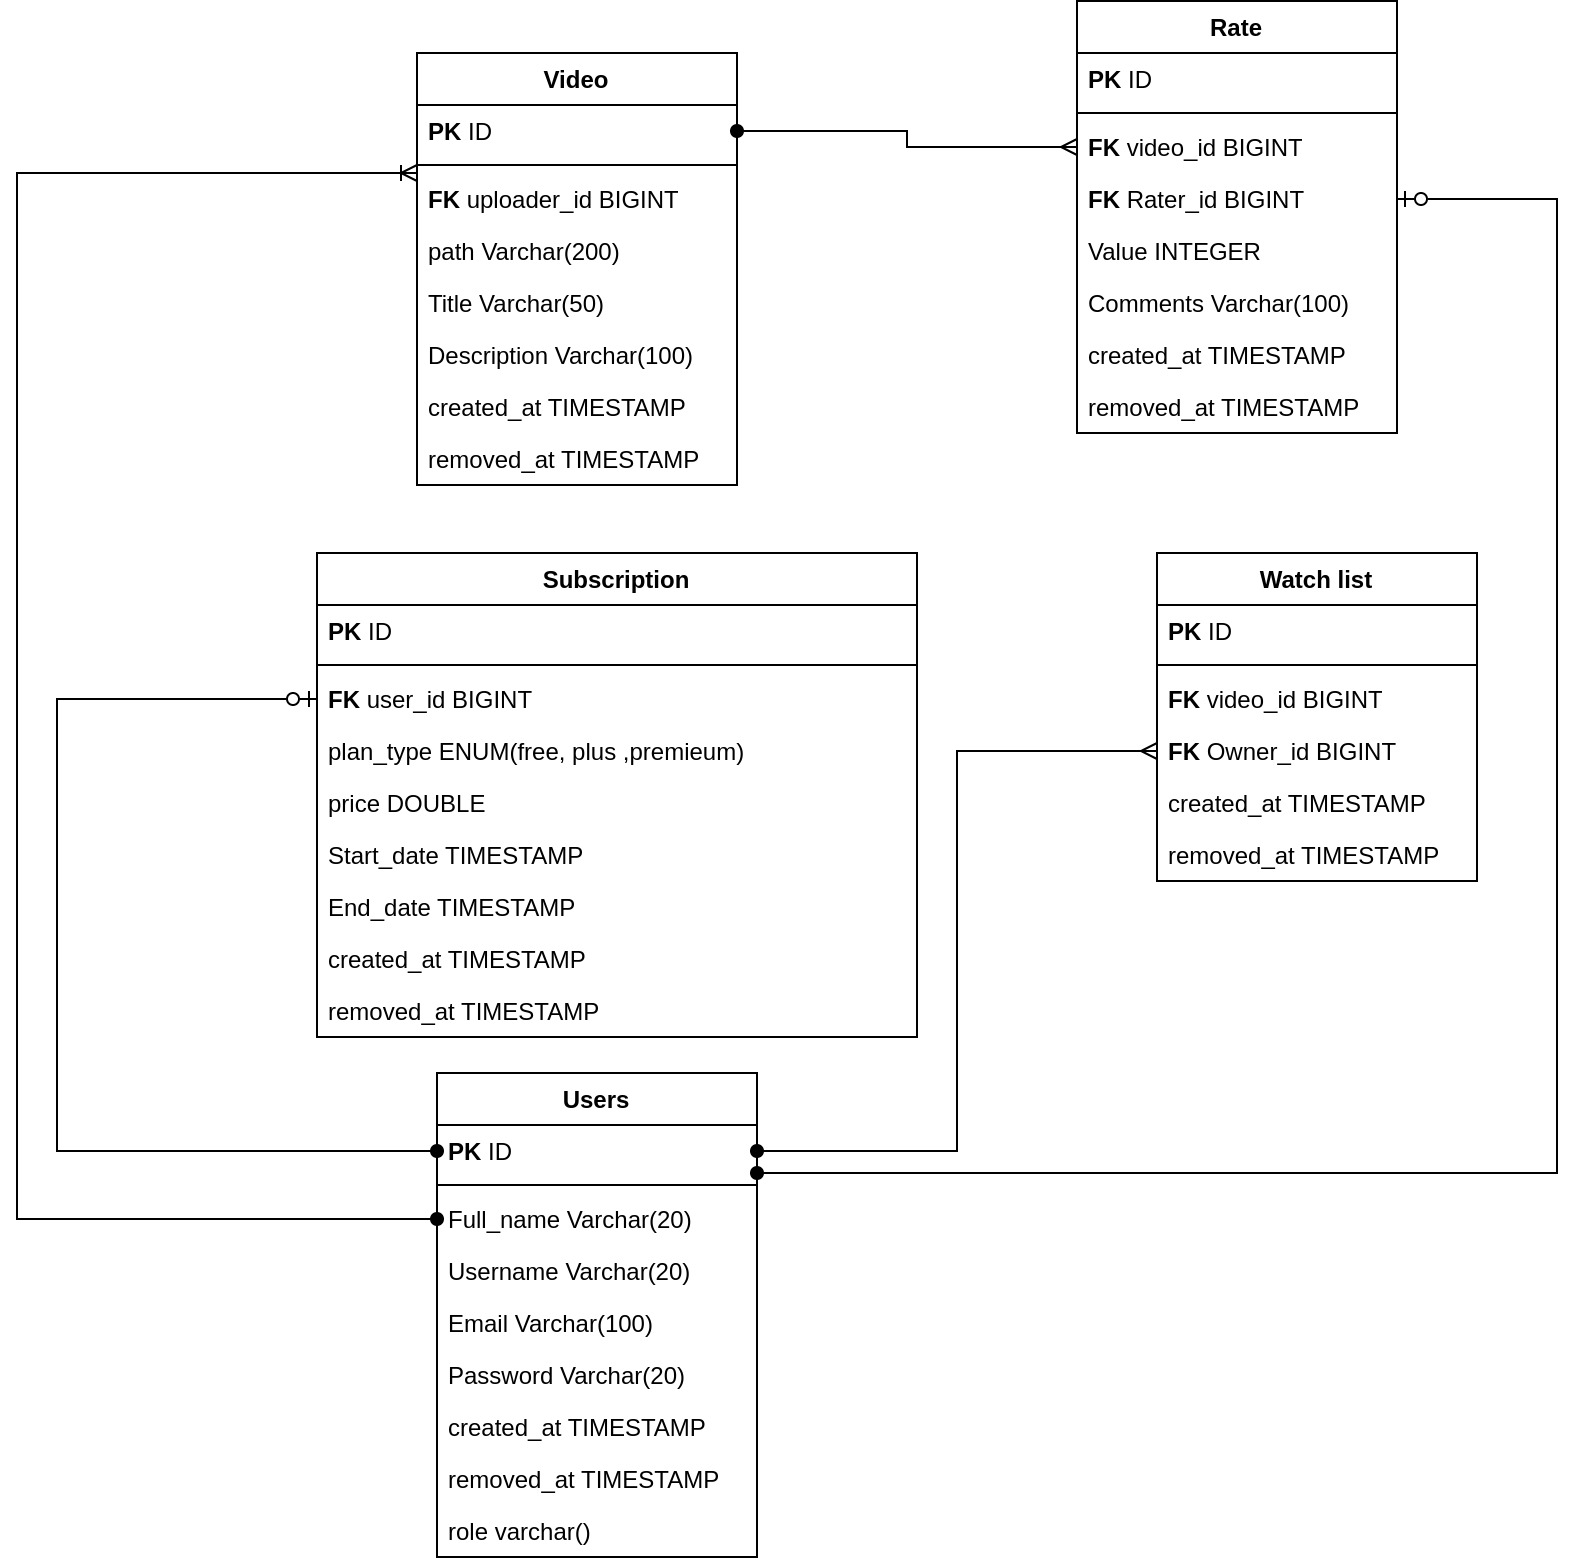 Rate
PK ID
FK video_id BIGINT
FK Rater_id BIGINT
Value INTEGER
Comments Varchar(100)
created_at TIMESTAMP
removed_at TIMESTAMP
Video
PK ID
FK uploader_id BIGINT
path Varchar(200)
Title Varchar(50)
Description Varchar(100)
created_at TIMESTAMP
removed_at TIMESTAMP
Subscription
PK ID
FK user_id BIGINT
plan_type ENUM(free, plus ,premieum)
price DOUBLE
Start_date TIMESTAMP
End_date TIMESTAMP
created_at TIMESTAMP
removed_at TIMESTAMP
Watch list
PK ID
FK video_id BIGINT
FK Owner_id BIGINT
created_at TIMESTAMP
removed_at TIMESTAMP
Users
PK ID
Full_name Varchar(20)
Username Varchar(20)
Email Varchar(100)
Password Varchar(20)
created_at TIMESTAMP
removed_at TIMESTAMP
role varchar()